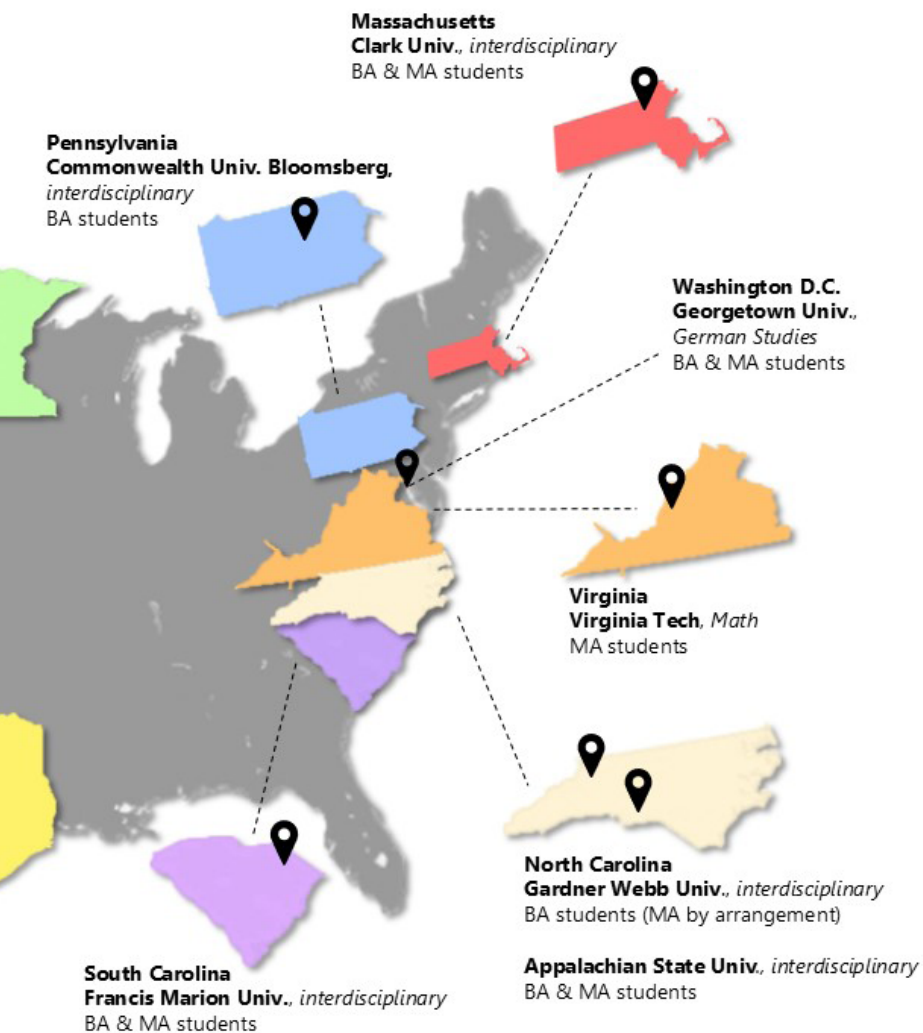 Massachusetts
Clark Univ., interdisciplinary
BA & MA students
Pennsylvania
Commonwealth Univ. Bloomsberg,
interdisciplinary
BA students
Washington D.C.
Georgetown Univ.,
German Studies
BA & MA students
Virginia
Virginia Tech, Math
MA students
North Carolina
Gardner Webb Univ., interdisciplinary
BA students (MA by arrangement)
Appalachian State Univ., interdisciplinary
BA & MA students
South Carolina
Francis Marion Univ., interdisciplinary
BA & MA students